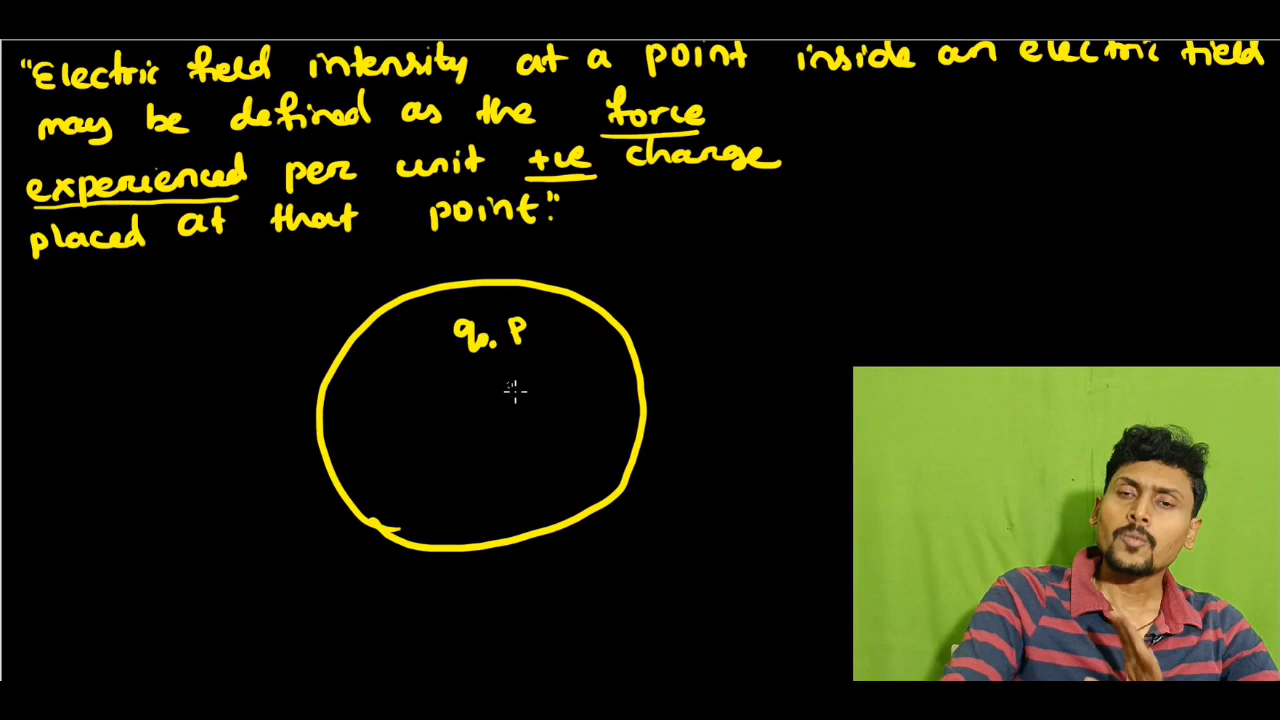 "Electric field intensity at a point inside an electric field
may be defined as the force
experienced per unit +ve charge
placed at that point."
q₀. P